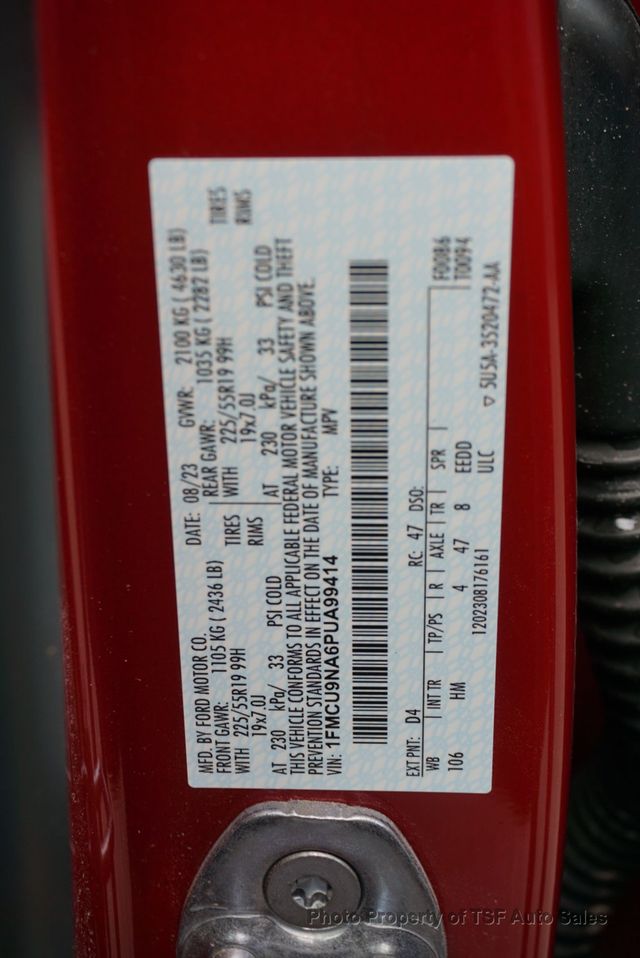 MFD. BY FORD MOTOR CO.
DATE: 08/23 GVWR: 2100 KG ( 4630 LB)
FRONT GAWR: 1105 KG ( 2436 LB) REAR GAWR: 1035 KG ( 2287 LB)
WITH 225/55R19 99H TIRES WITH 225/55R19 99H TIRES
19x7.0J RIMS 19x7.0J RIMS
AT 230 kPa/ 33 PSI COLD AT 230 kPa/ 33 PSI COLD
THIS VEHICLE CONFORMS TO ALL APPLICABLE FEDERAL MOTOR VEHICLE SAFETY AND THEFT
PREVENTION STANDARDS IN EFFECT ON THE DATE OF MANUFACTURE SHOWN ABOVE.
VIN: 1FMCU9NA6PUA99414 TYPE: MPV
EXT PNT: D4 RC: 47 DSO: F0086
WB INT TR TP/PS R AXLE TR SPR T0094
106 HM 4 47 8 EEDD
1202308176161 ULC ▽ 5U5A-3520472-AA
Photo Property of TSF Auto Sales